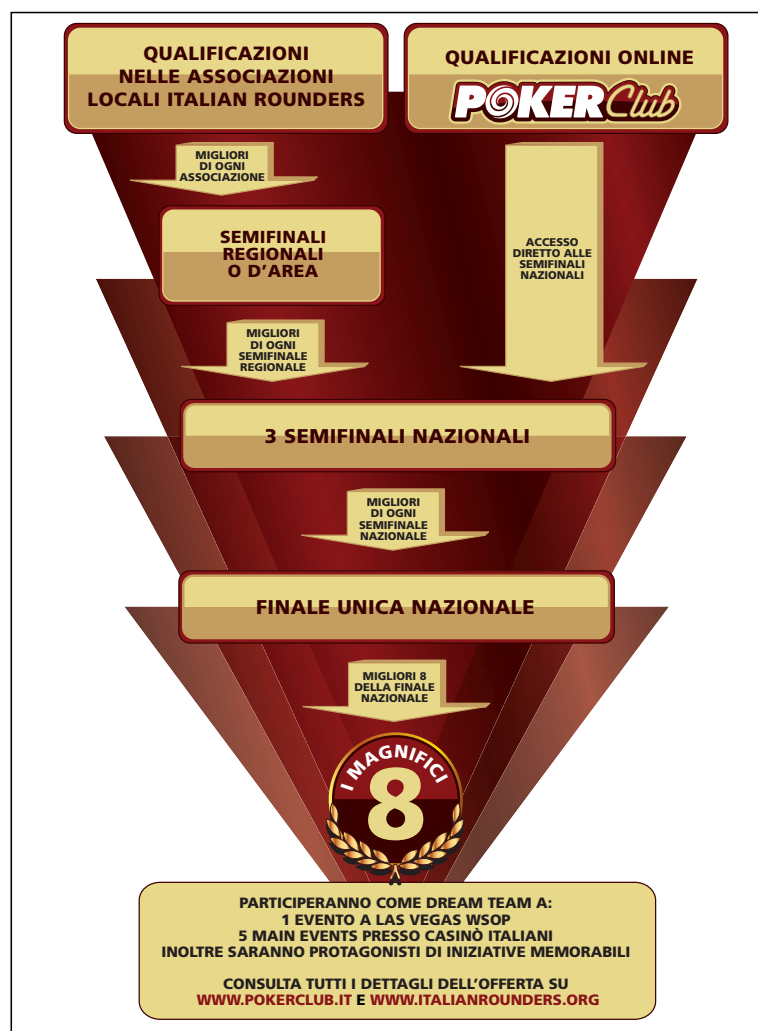 QUALIFICAZIONI
NELLE ASSOCIAZIONI
LOCALI ITALIAN ROUNDERS
QUALIFICAZIONI ONLINE
POKER Club
MIGLIORI
DI OGNI
ASSOCIAZIONE
SEMIFINALI
REGIONALI
O D’AREA
ACCESSO
DIRETTO ALLE
SEMIFINALI
NAZIONALI
MIGLIORI
DI OGNI
SEMIFINALE
REGIONALE
3 SEMIFINALI NAZIONALI
MIGLIORI
DI OGNI
SEMIFINALE
NAZIONALE
FINALE UNICA NAZIONALE
MIGLIORI 8
DELLA FINALE
NAZIONALE
I MAGNIFICI
8
PARTICIPERANNO COME DREAM TEAM A:
1 EVENTO A LAS VEGAS WSOP
5 MAIN EVENTS PRESSO CASINÒ ITALIANI
INOLTRE SARANNO PROTAGONISTI DI INIZIATIVE MEMORABILI
CONSULTA TUTTI I DETTAGLI DELL’OFFERTA SU
WWW.POKERCLUB.IT E WWW.ITALIANROUNDERS.ORG